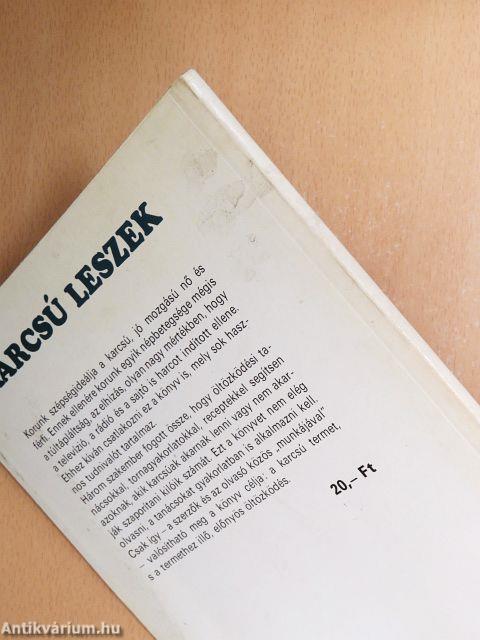 ARCSÚ LESZEK
Korunk szépségideálja a karcsú, jó mozgású nő és
férfi. Ennek ellenére korunk egyik népbetegsége mégis
a túltápláltság, az elhízás, olyan nagy mértékben, hogy
a televízió, a rádió és a sajtó is harcot indított ellene.
Ehhez kíván csatlakozni ez a könyv is, mely sok hasz-
nos tudnivalót tartalmaz.
Három szakember fogott össze, hogy öltözködési ta-
nácsokkal, tornagyakorlatokkal, receptekkel segítsen
azoknak, akik karcsúak akarnak lenni vagy nem akar-
ják szaporítani kilóik számát. Ezt a könyvet nem elég
olvasni, a tanácsokat gyakorlatban is alkalmazni kell.
Csak így – a szerzők és az olvasó közös „munkájával"
– valósítható meg a könyv célja: a karcsú termet,
s a termethez illő, előnyös öltözködés.
20,– Ft
Antikvárium.hu